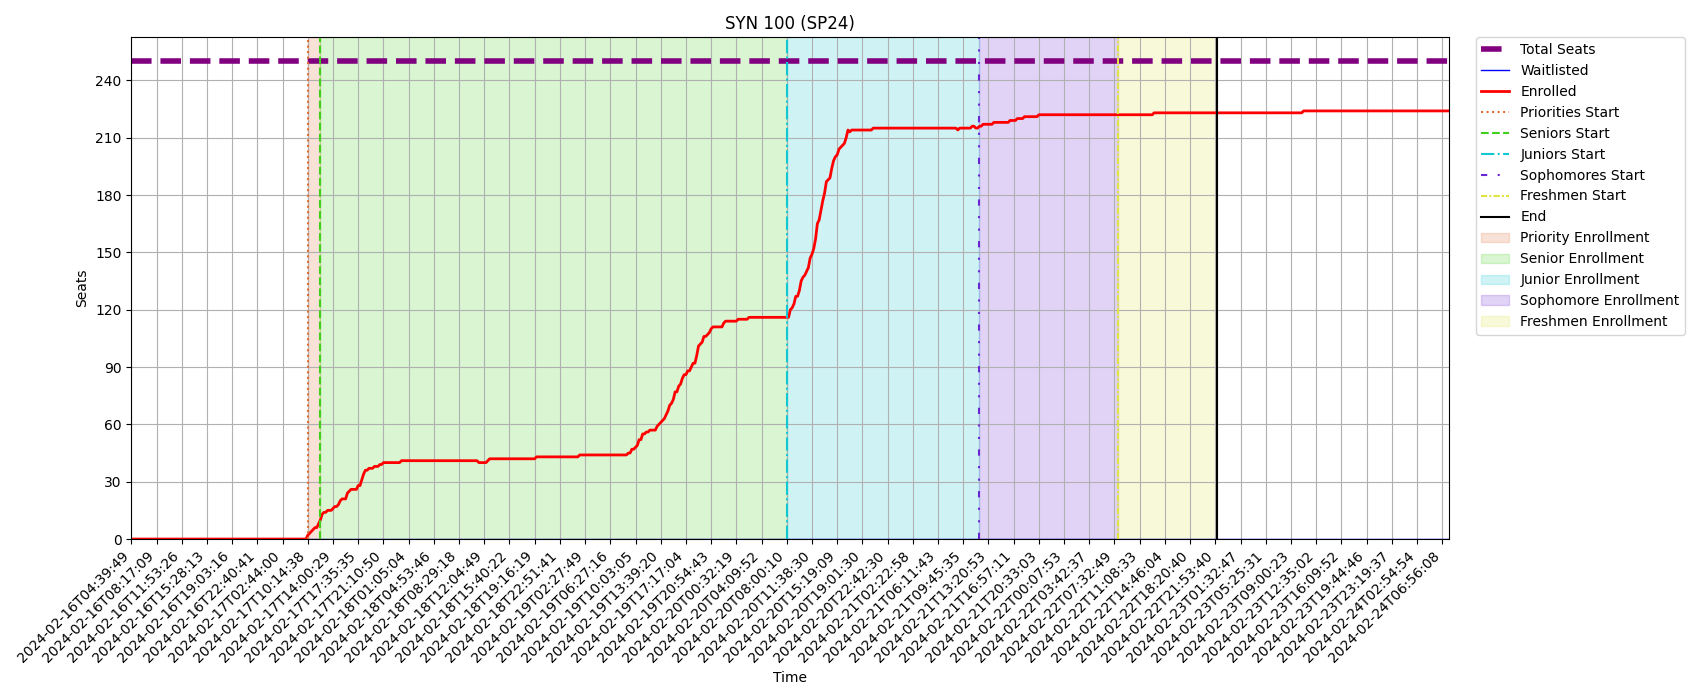 SYN 100 (SP24)
Seats
240
210
180
150
120
90
60
30
0
2024-02-16T04:39:49
2024-02-16T08:17:09
2024-02-16T11:53:26
2024-02-16T15:28:13
2024-02-16T19:03:16
2024-02-16T22:40:41
2024-02-17T02:44:00
2024-02-17T10:14:38
2024-02-17T14:00:29
2024-02-17T17:35:35
2024-02-17T21:10:50
2024-02-18T01:05:04
2024-02-18T04:53:46
2024-02-18T08:29:18
2024-02-18T12:04:49
2024-02-18T15:40:22
2024-02-18T19:16:19
2024-02-18T22:51:41
2024-02-19T02:27:49
2024-02-19T06:27:16
2024-02-19T10:03:05
2024-02-19T13:39:20
2024-02-19T17:17:04
2024-02-19T20:54:43
2024-02-20T00:32:19
2024-02-20T04:09:52
2024-02-20T08:00:10
2024-02-20T11:38:30
2024-02-20T15:19:09
2024-02-20T19:01:30
2024-02-20T22:42:30
2024-02-21T02:22:58
2024-02-21T06:11:43
2024-02-21T09:45:35
2024-02-21T13:20:53
2024-02-21T16:57:11
2024-02-21T20:33:03
2024-02-22T00:07:53
2024-02-22T03:42:37
2024-02-22T07:32:49
2024-02-22T11:08:33
2024-02-22T14:46:04
2024-02-22T18:20:40
2024-02-22T21:53:40
2024-02-23T01:32:47
2024-02-23T05:25:31
2024-02-23T09:00:23
2024-02-23T12:35:02
2024-02-23T16:09:52
2024-02-23T19:44:46
2024-02-23T23:19:37
2024-02-24T02:54:54
2024-02-24T06:56:08
Time
Total Seats
Waitlisted
Enrolled
Priorities Start
Seniors Start
Juniors Start
Sophomores Start
Freshmen Start
End
Priority Enrollment
Senior Enrollment
Junior Enrollment
Sophomore Enrollment
Freshmen Enrollment